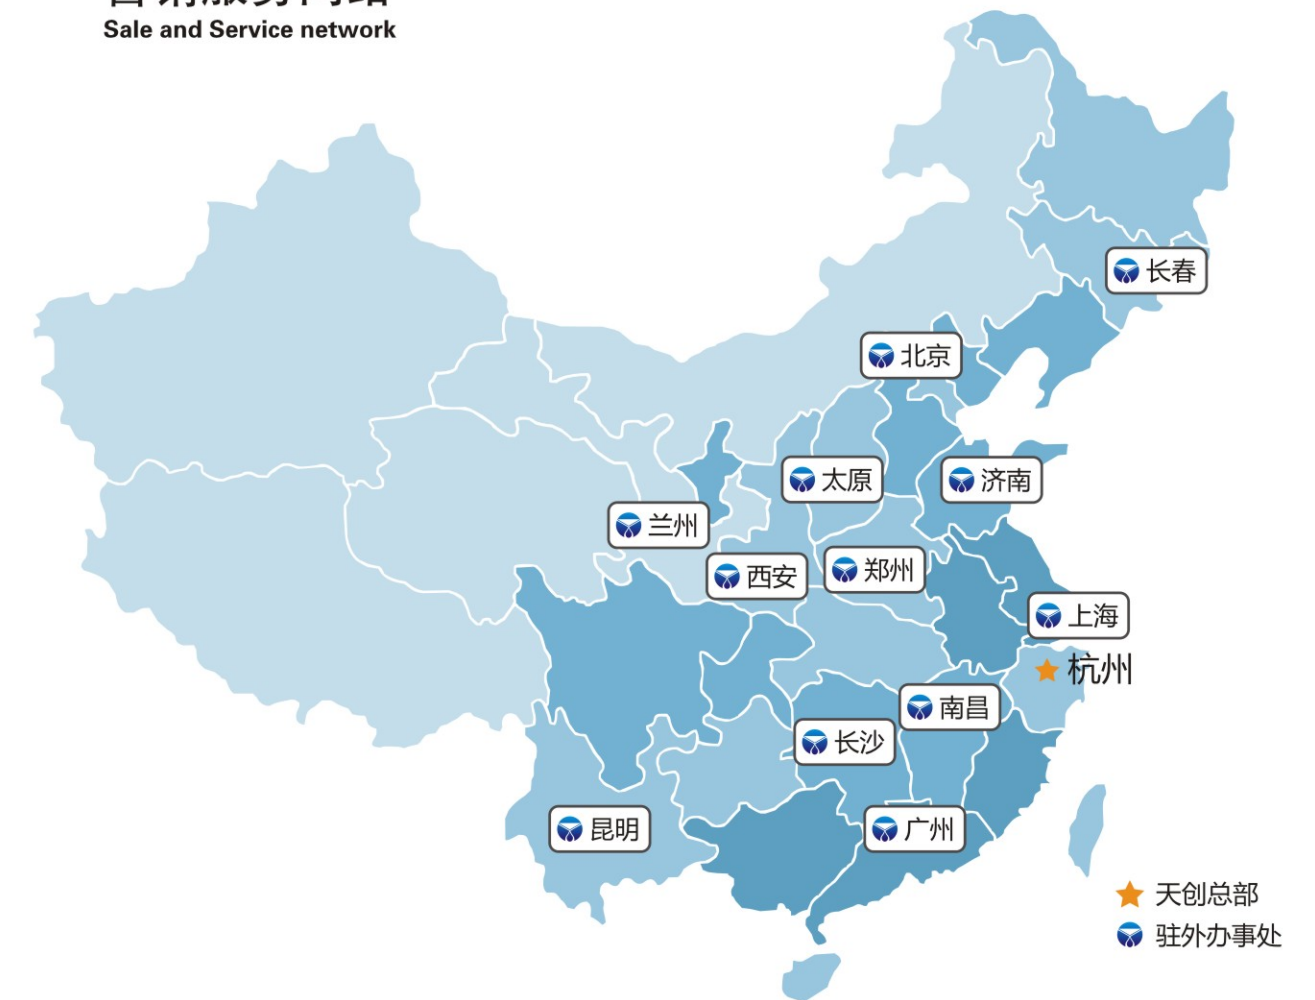 Sale and Service network
长春
北京
太原
济南
兰州
西安
郑州
上海
杭州
南昌
长沙
昆明
广州
天创总部
驻外办事处